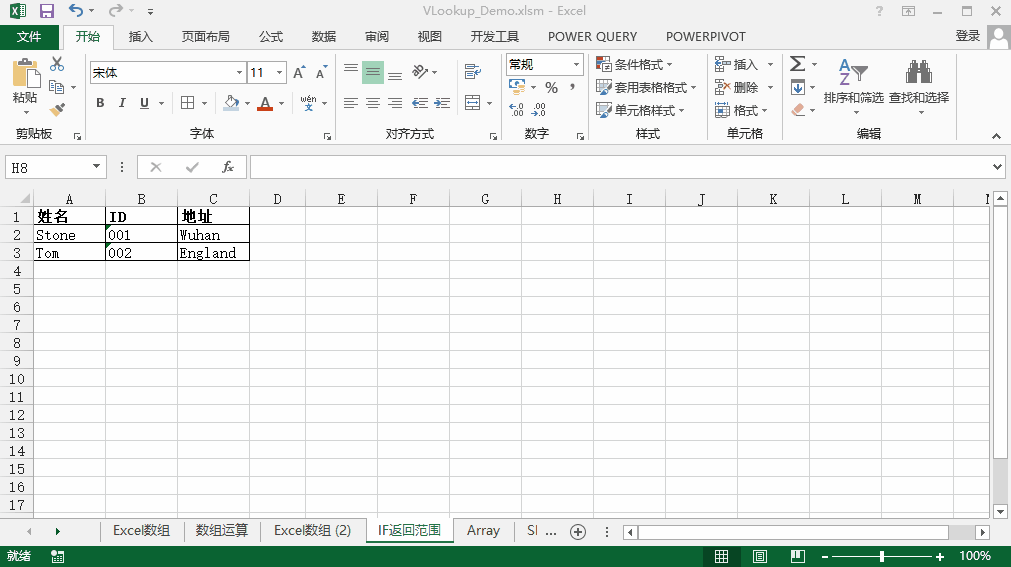 VLookup_Demo.xlsm - Excel
?
文件 开始 插入 页面布局 公式 数据 审阅 视图 开发工具 POWER QUERY POWERPIVOT 登录
粘贴
宋体 11 A A
B I U A wén
常规
% ,
条件格式
套用表格格式
单元格样式
插入
删除
格式
Σ
排序和筛选 查找和选择
剪贴板 字体 对齐方式 数字 样式 单元格 编辑
H8 fx
A B C D E F G H I J K L M
1 姓名 ID 地址
2 Stone 001 Wuhan
3 Tom 002 England
4
5
6
7
8
9
10
11
12
13
14
15
16
17
Excel数组 数组运算 Excel数组 (2) IF返回范围 Array SI ...
就绪 100%